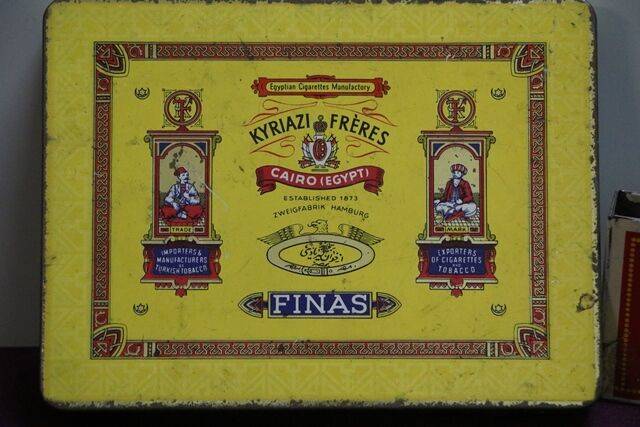 Egyptian Cigarettes Manufactory
KYRIAZI FRÈRES
CAIRO (EGYPT)
ESTABLISHED 1873
ZWEIGFABRIK HAMBURG
TRADE
IMPORTERS &
MANUFACTURERS
OF
TURKISH TOBACCO
MARK
EXPORTERS
OF CIGARETTES
AND
TOBACCO
FINAS